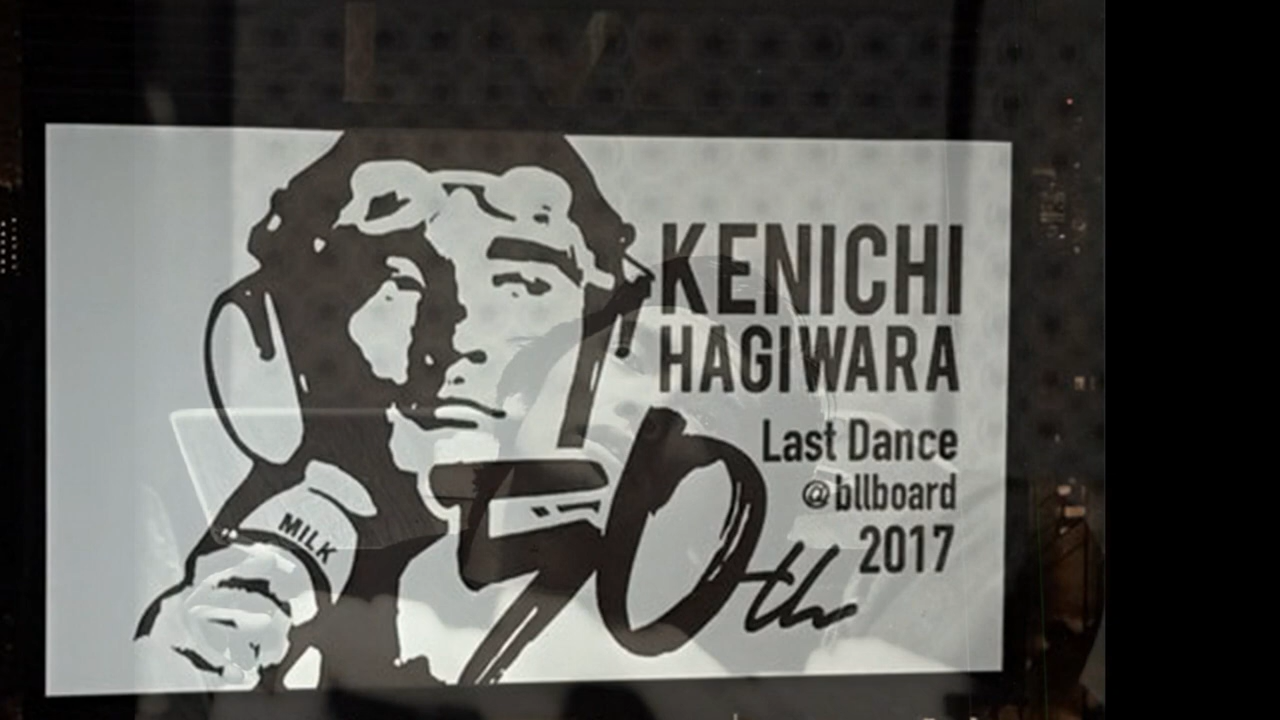 KENICHI
HAGIWARA
Last Dance
@bllboard
2017
50th
MILK